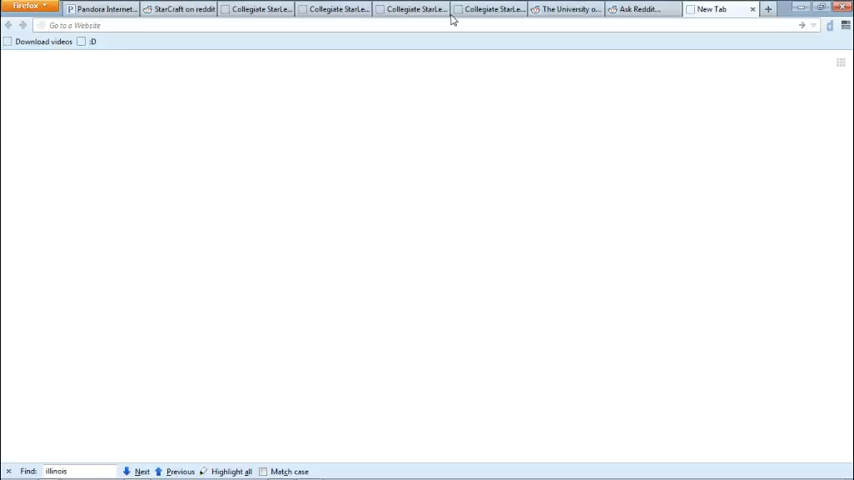 Firefox
Pandora Internet...
StarCraft on reddit
Collegiate StarLe...
Collegiate StarLe...
Collegiate StarLe...
Collegiate StarLe...
The University o...
Ask Reddit...
New Tab
Go to a Website
Download videos
:D
Find: illinois Next Previous Highlight all Match case